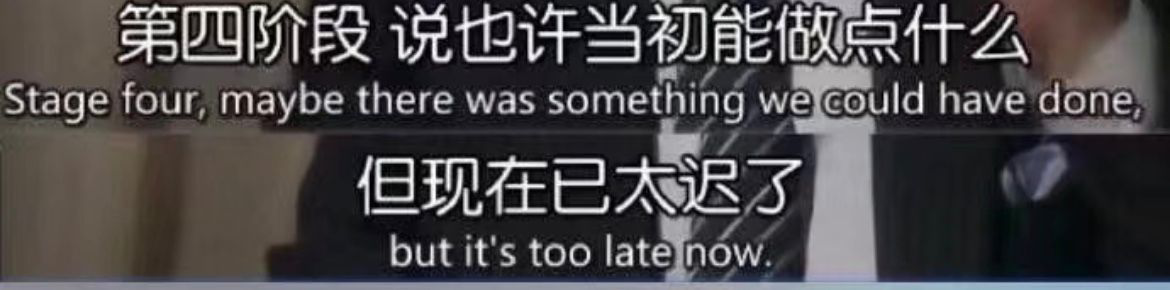 第四阶段 说也许当初能做点什么
Stage four, maybe there was something we could have done,
但现在已太迟了
but it's too late now.